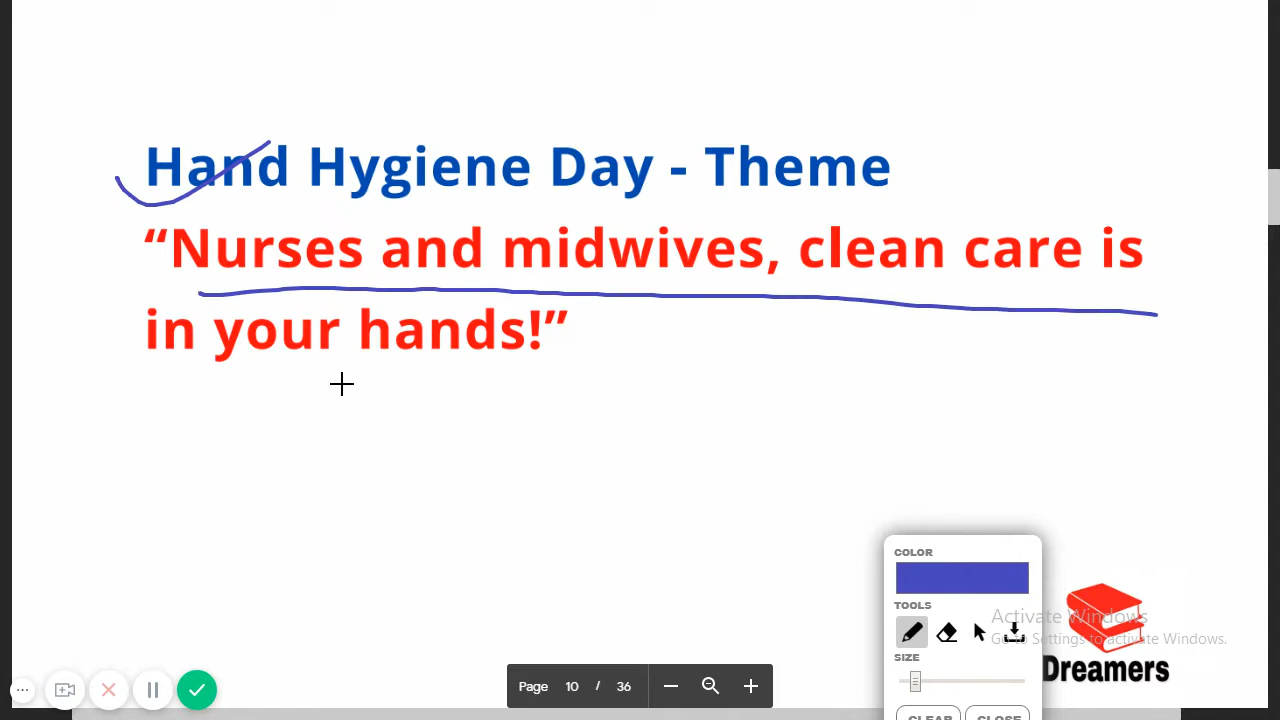 Hand Hygiene Day - Theme
“Nurses and midwives, clean care is
in your hands!”
COLOR
TOOLS
Activate Windows
Go to Settings to activate Windows.
SIZE
Dreamers
Page 10 / 36
CLEAR CLOSE